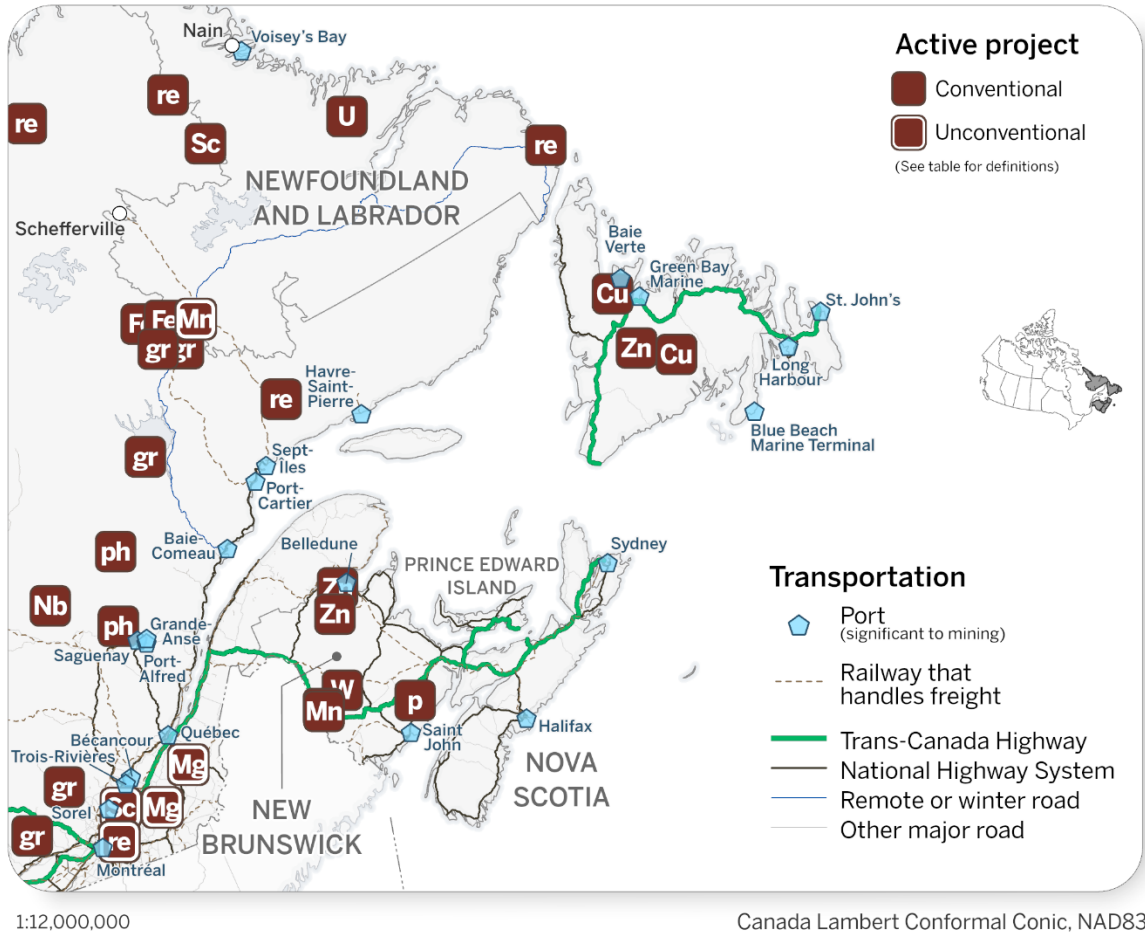 Nain
Voisey's Bay
re
re
Sc
U
re
NEWFOUNDLAND
AND LABRADOR
Schefferville
Active project
Conventional
Unconventional
(See table for definitions)
Baie
Verte
Green Bay
Marine
Cu
St. John's
Zn
Cu
Long
Harbour
Blue Beach
Marine Terminal
Fe
Fe
Mn
gr
gr
Havre-
Saint-
Pierre
re
gr
Sept-
Îles
Port-
Cartier
Baie-
Comeau
ph
Nb
ph
Grande-
Anse
Saguenay
Port-
Alfred
Belledune
Zn
Zn
PRINCE EDWARD
ISLAND
Sydney
W
Mn
p
Saint
John
Halifax
NOVA
SCOTIA
NEW
BRUNSWICK
Québec
Bécancour
Trois-Rivières
Mg
gr
Sorel
Sc
Mg
gr
re
Montréal
Transportation
Port
(significant to mining)
Railway that
handles freight
Trans-Canada Highway
National Highway System
Remote or winter road
Other major road
1:12,000,000
Canada Lambert Conformal Conic, NAD83